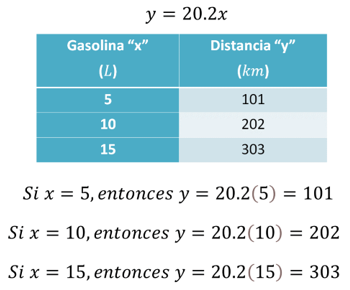 y = 20.2x
Gasolina “x” Distancia “y”
(L) (km)
5 101
10 202
15 303
Si x = 5, entonces y = 20.2(5) = 101
Si x = 10, entonces y = 20.2(10) = 202
Si x = 15, entonces y = 20.2(15) = 303